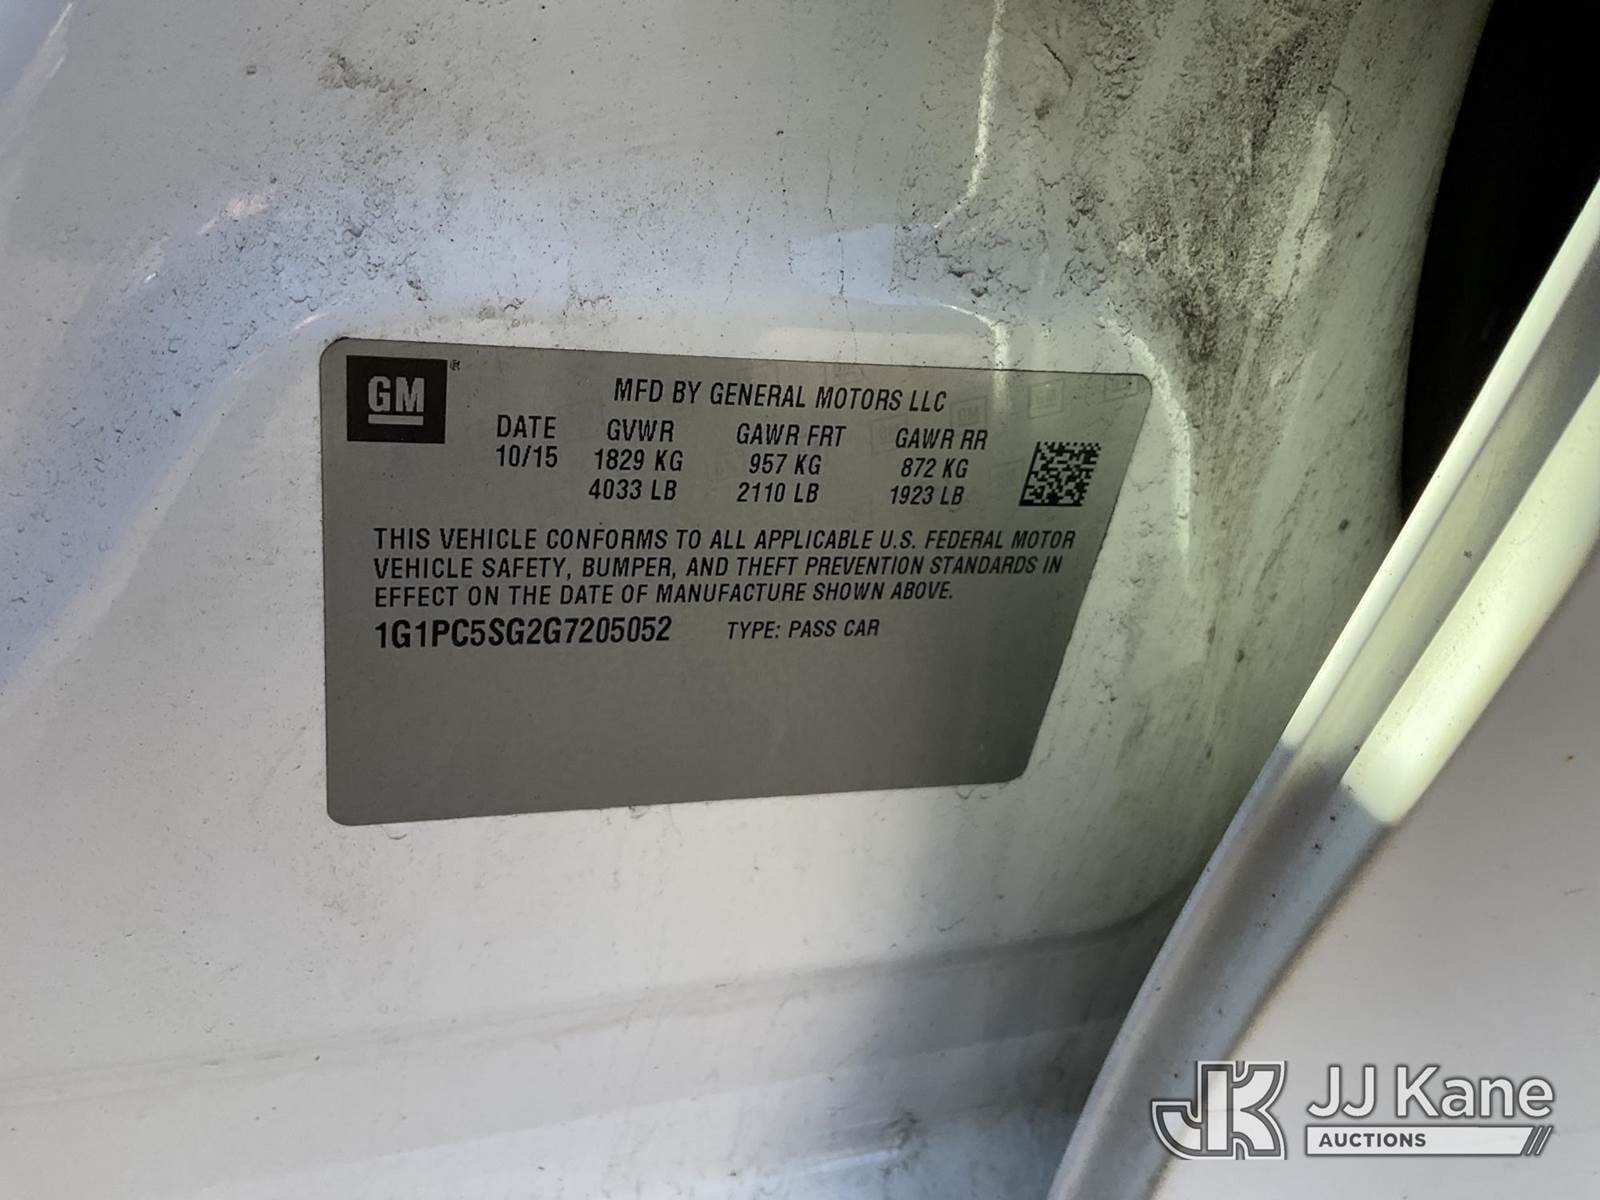 GM®
MFD BY GENERAL MOTORS LLC
DATE GVWR GAWR FRT GAWR RR
10/15 1829 KG 957 KG 872 KG
4033 LB 2110 LB 1923 LB
THIS VEHICLE CONFORMS TO ALL APPLICABLE U.S. FEDERAL MOTOR
VEHICLE SAFETY, BUMPER, AND THEFT PREVENTION STANDARDS IN
EFFECT ON THE DATE OF MANUFACTURE SHOWN ABOVE.
1G1PC5SG2G7205052 TYPE: PASS CAR
JK JJ Kane
AUCTIONS